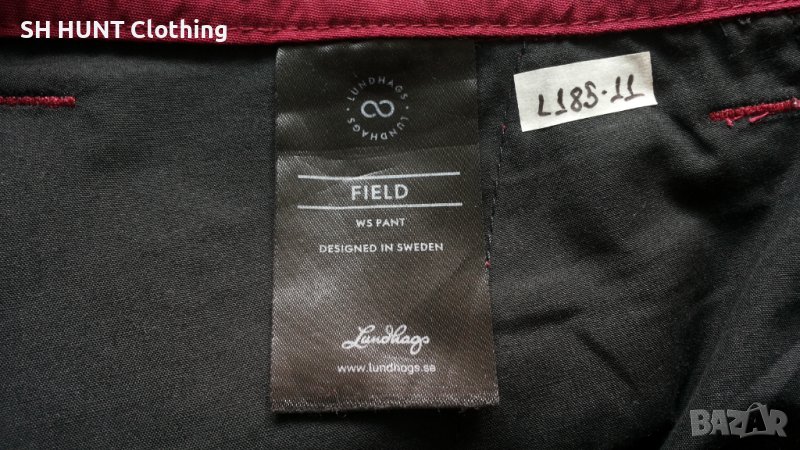 SH HUNT Clothing
LUNDHAGS · LUNDHAGS ·
L185-11
FIELD
WS PANT
DESIGNED IN SWEDEN
Lundhags
www.lundhags.se
BAZAR